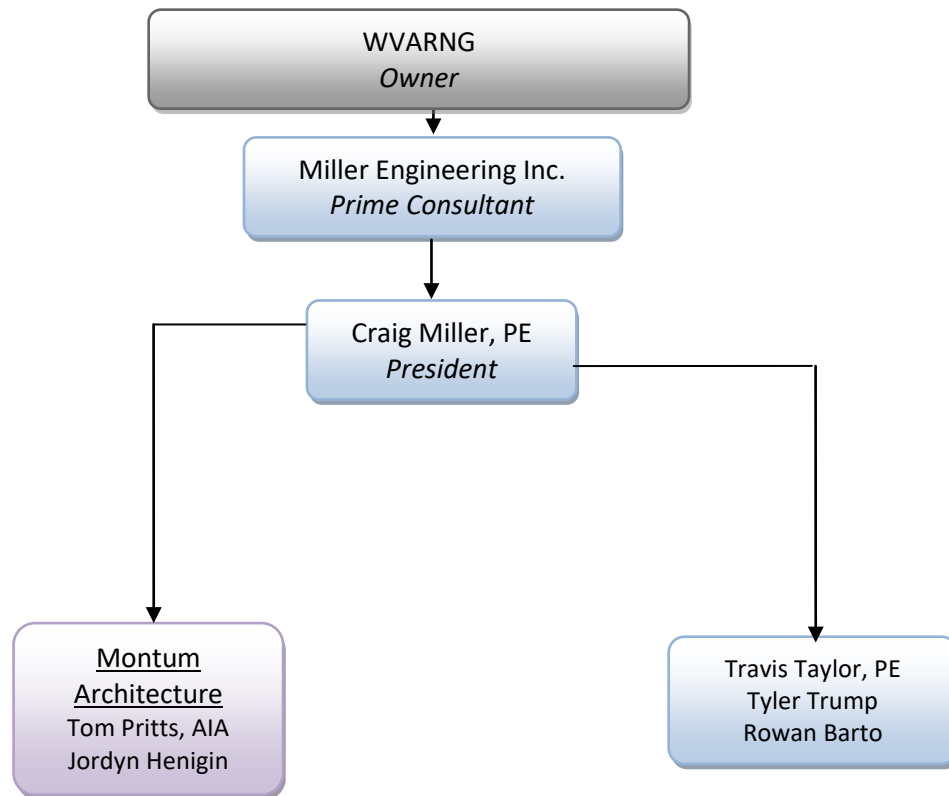 WVARNG
Owner
Miller Engineering Inc.
Prime Consultant
Craig Miller, PE
President
Montum
Architecture
Tom Pritts, AIA
Jordyn Henigin
Travis Taylor, PE
Tyler Trump
Rowan Barto